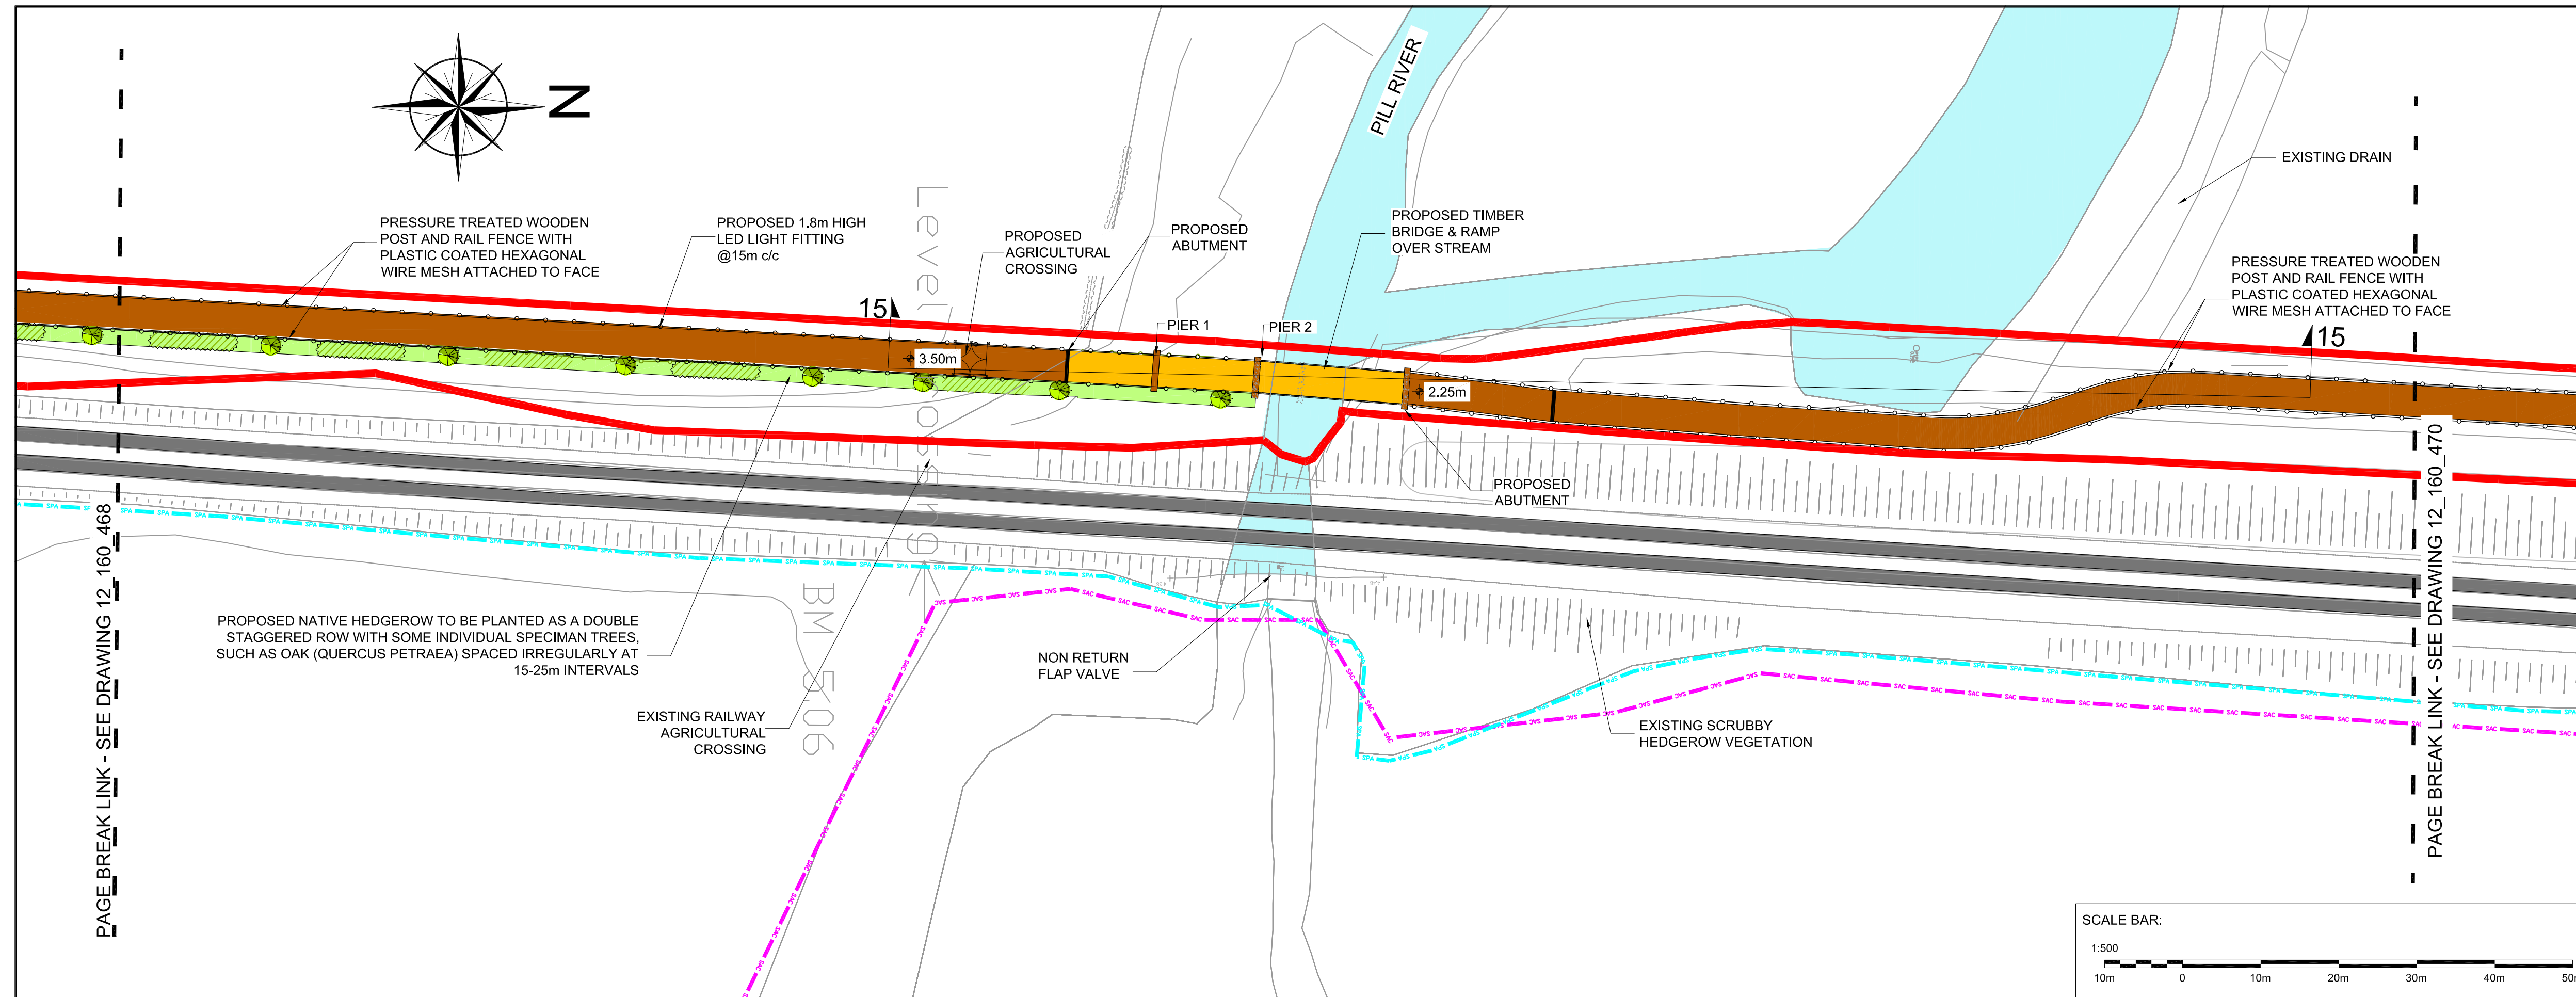 N
PILL RIVER
EXISTING DRAIN
PRESSURE TREATED WOODEN
POST AND RAIL FENCE WITH
PLASTIC COATED HEXAGONAL
WIRE MESH ATTACHED TO FACE
PROPOSED 1.8m HIGH
LED LIGHT FITTING
@15m c/c
PROPOSED
AGRICULTURAL
CROSSING
PROPOSED
ABUTMENT
PROPOSED TIMBER
BRIDGE & RAMP
OVER STREAM
PRESSURE TREATED WOODEN
POST AND RAIL FENCE WITH
PLASTIC COATED HEXAGONAL
WIRE MESH ATTACHED TO FACE
15
PIER 1
PIER 2
15
3.50m
2.25m
Level Crossing
PROPOSED
ABUTMENT
PAGE BREAK LINK - SEE DRAWING 12_160_468
PAGE BREAK LINK - SEE DRAWING 12_160_470
SPA
SAC
BM 5.06
PROPOSED NATIVE HEDGEROW TO BE PLANTED AS A DOUBLE
STAGGERED ROW WITH SOME INDIVIDUAL SPECIMAN TREES,
SUCH AS OAK (QUERCUS PETRAEA) SPACED IRREGULARLY AT
15-25m INTERVALS
NON RETURN
FLAP VALVE
EXISTING RAILWAY
AGRICULTURAL
CROSSING
EXISTING SCRUBBY
HEDGEROW VEGETATION
SCALE BAR:
1:500
10m 0 10m 20m 30m 40m 50m